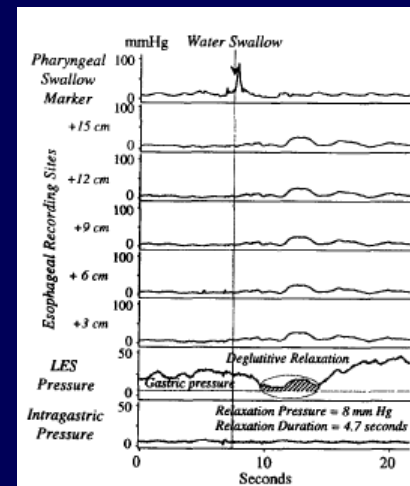 mmHg Water Swallow
Pharyngeal
Swallow
Marker
100
0
Esophageal Recording Sites
+15 cm
100
0
+12 cm
100
0
+9 cm
100
0
+ 6 cm
100
0
+3 cm
100
0
LES
Pressure
50
0
Deglutitive Relaxation
Gastric pressure
Intragastric
Pressure
50
0
Relaxation Pressure = 8 mm Hg
Relaxation Duration = 4.7 seconds
0 10 20
Seconds